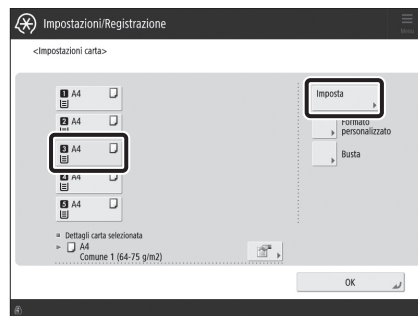 Impostazioni/Registrazione
Menu
<Impostazioni carta>
1 A4
2 A4
3 A4
4 A4
5 A4
Imposta
Formato
personalizzato
Busta
Dettagli carta selezionata
A4
Comune 1 (64-75 g/m2)
OK